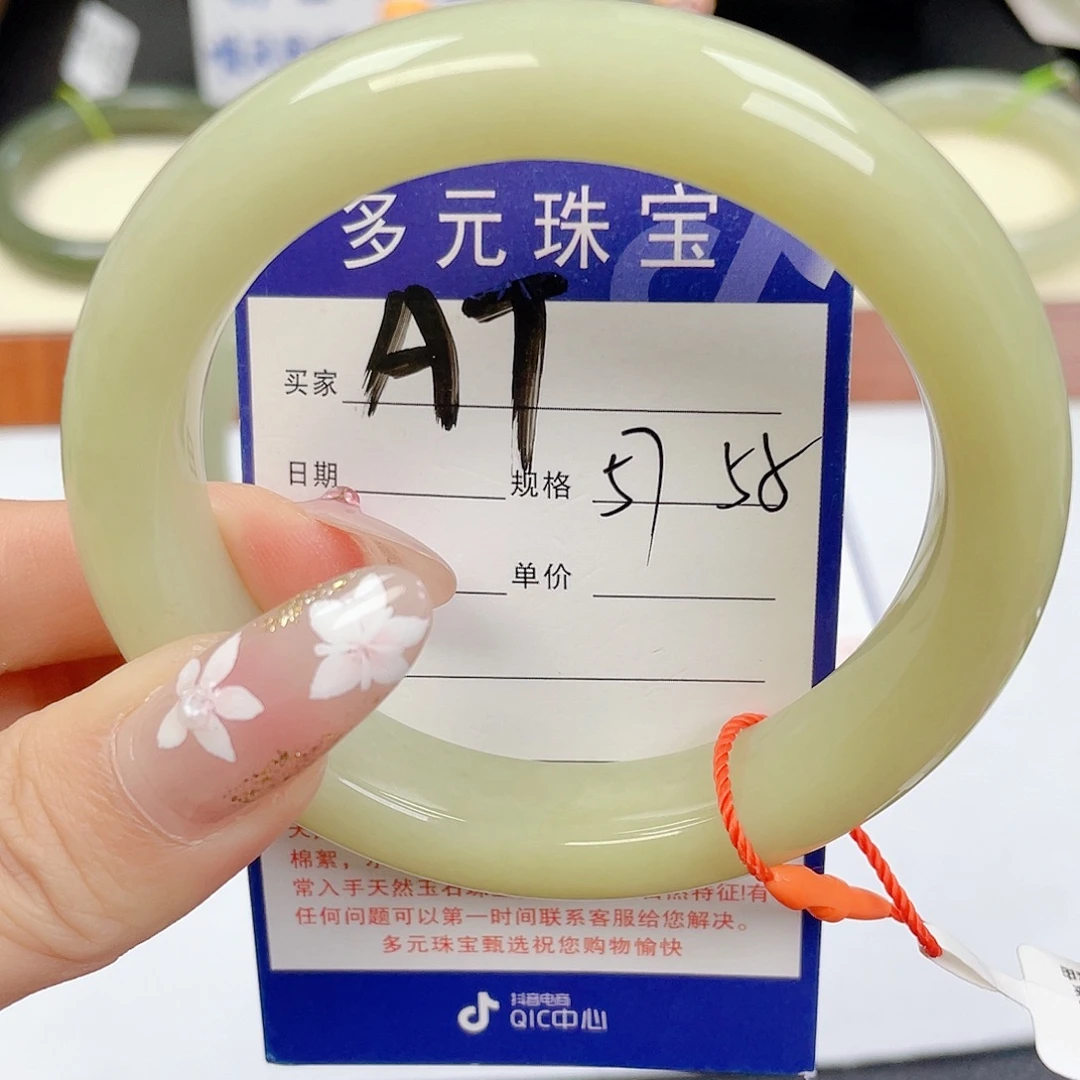 多元珠宝
AT
买家
日期 规格 57 58
单价
棉絮，
常入手天然玉石 特征!有
任何问题可以第一时间联系客服给您解决。
多元珠宝甄选祝您购物愉快
抖音电商
QIC中心